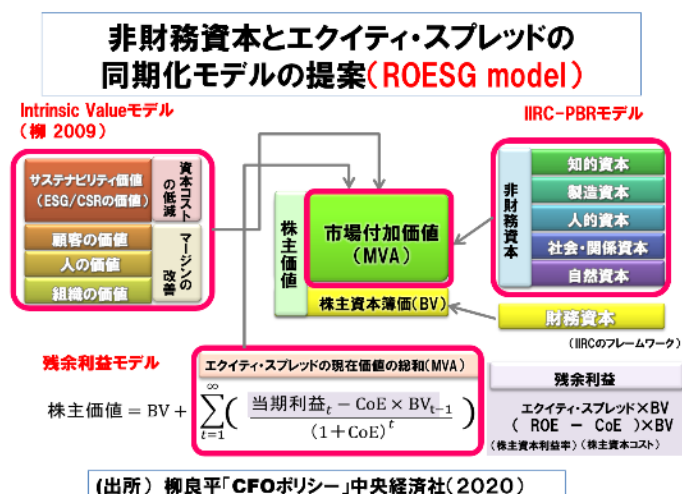 非財務資本とエクイティ・スプレッドの
同期化モデルの提案(ROESG model)
Intrinsic Valueモデル
(柳 2009)
IIRC-PBRモデル
サステナビリティ価値
(ESG/CSRの価値)
資本コスト
の低減
顧客の価値
人の価値
組織の価値
マージンの
改善
株主価値
市場付加価値
(MVA)
株主資本簿価(BV)
非財務資本
知的資本
製造資本
人的資本
社会・関係資本
自然資本
財務資本
(IIRCのフレームワーク)
残余利益モデル
エクイティ・スプレッドの現在価値の総和(MVA)
株主価値 = BV + ∑_{t=1}^{∞} ( (当期利益_t − CoE × BV_{t−1}) / (1+CoE)^t )
残余利益
エクイティ・スプレッド×BV
( ROE − CoE )×BV
(株主資本利益率) (株主資本コスト)
(出所) 柳良平「CFOポリシー」中央経済社(2020)